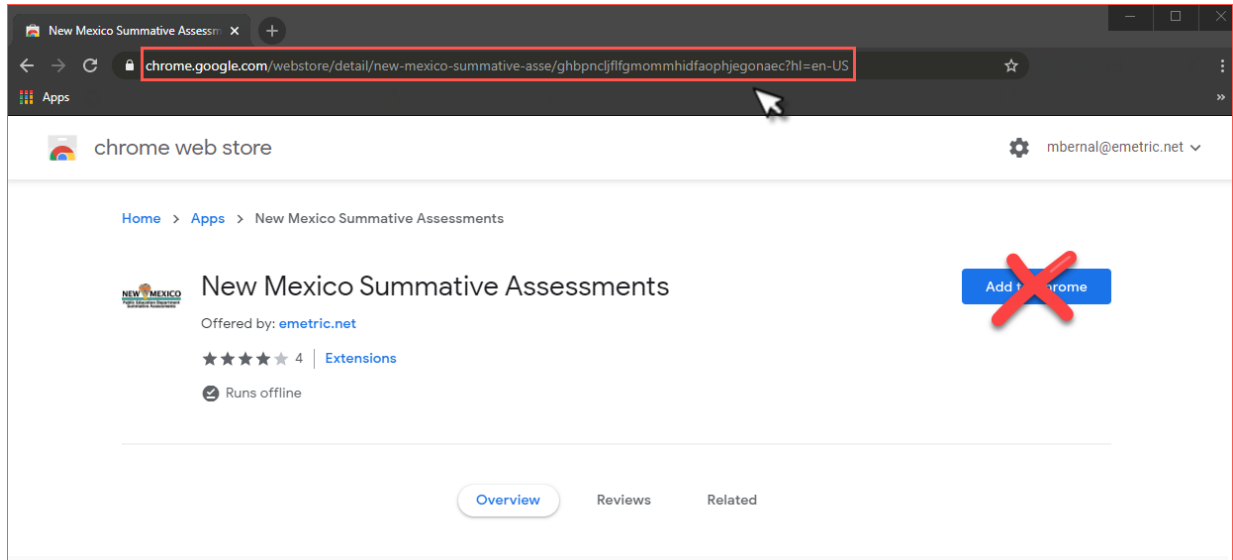 New Mexico Summative Assessm
chrome.google.com/webstore/detail/new-mexico-summative-asse/ghbpncljflfgmommhidfaophjegonaec?hl=en-US
Apps
chrome web store
mbernal@emetric.net
Home > Apps > New Mexico Summative Assessments
NEW MEXICO
New Mexico Summative Assessments
Add to Chrome
Offered by: emetric.net
4 | Extensions
Runs offline
Overview Reviews Related